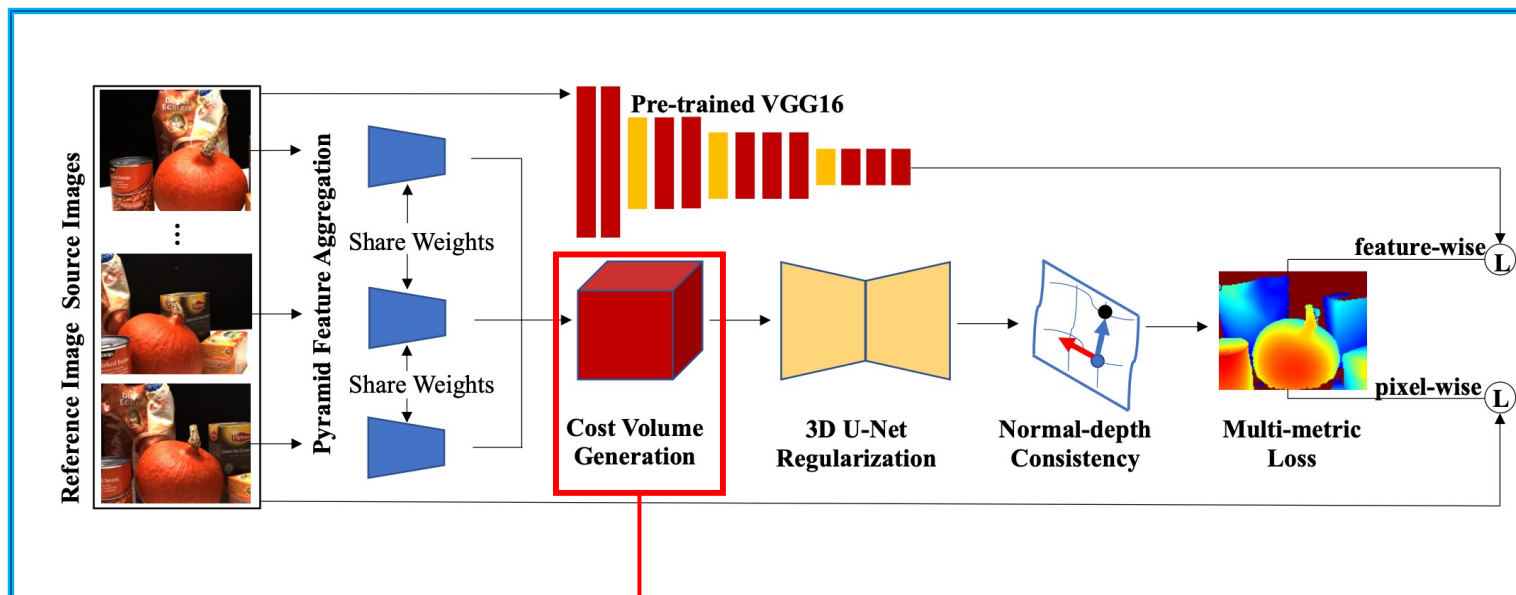 Reference Image Source Images
Pyramid Feature Aggregation
Share Weights
Share Weights
Pre-trained VGG16
Cost Volume
Generation
3D U-Net
Regularization
Normal-depth
Consistency
Multi-metric
Loss
feature-wise
L
pixel-wise
L